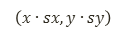 (x · sx, y · sy)